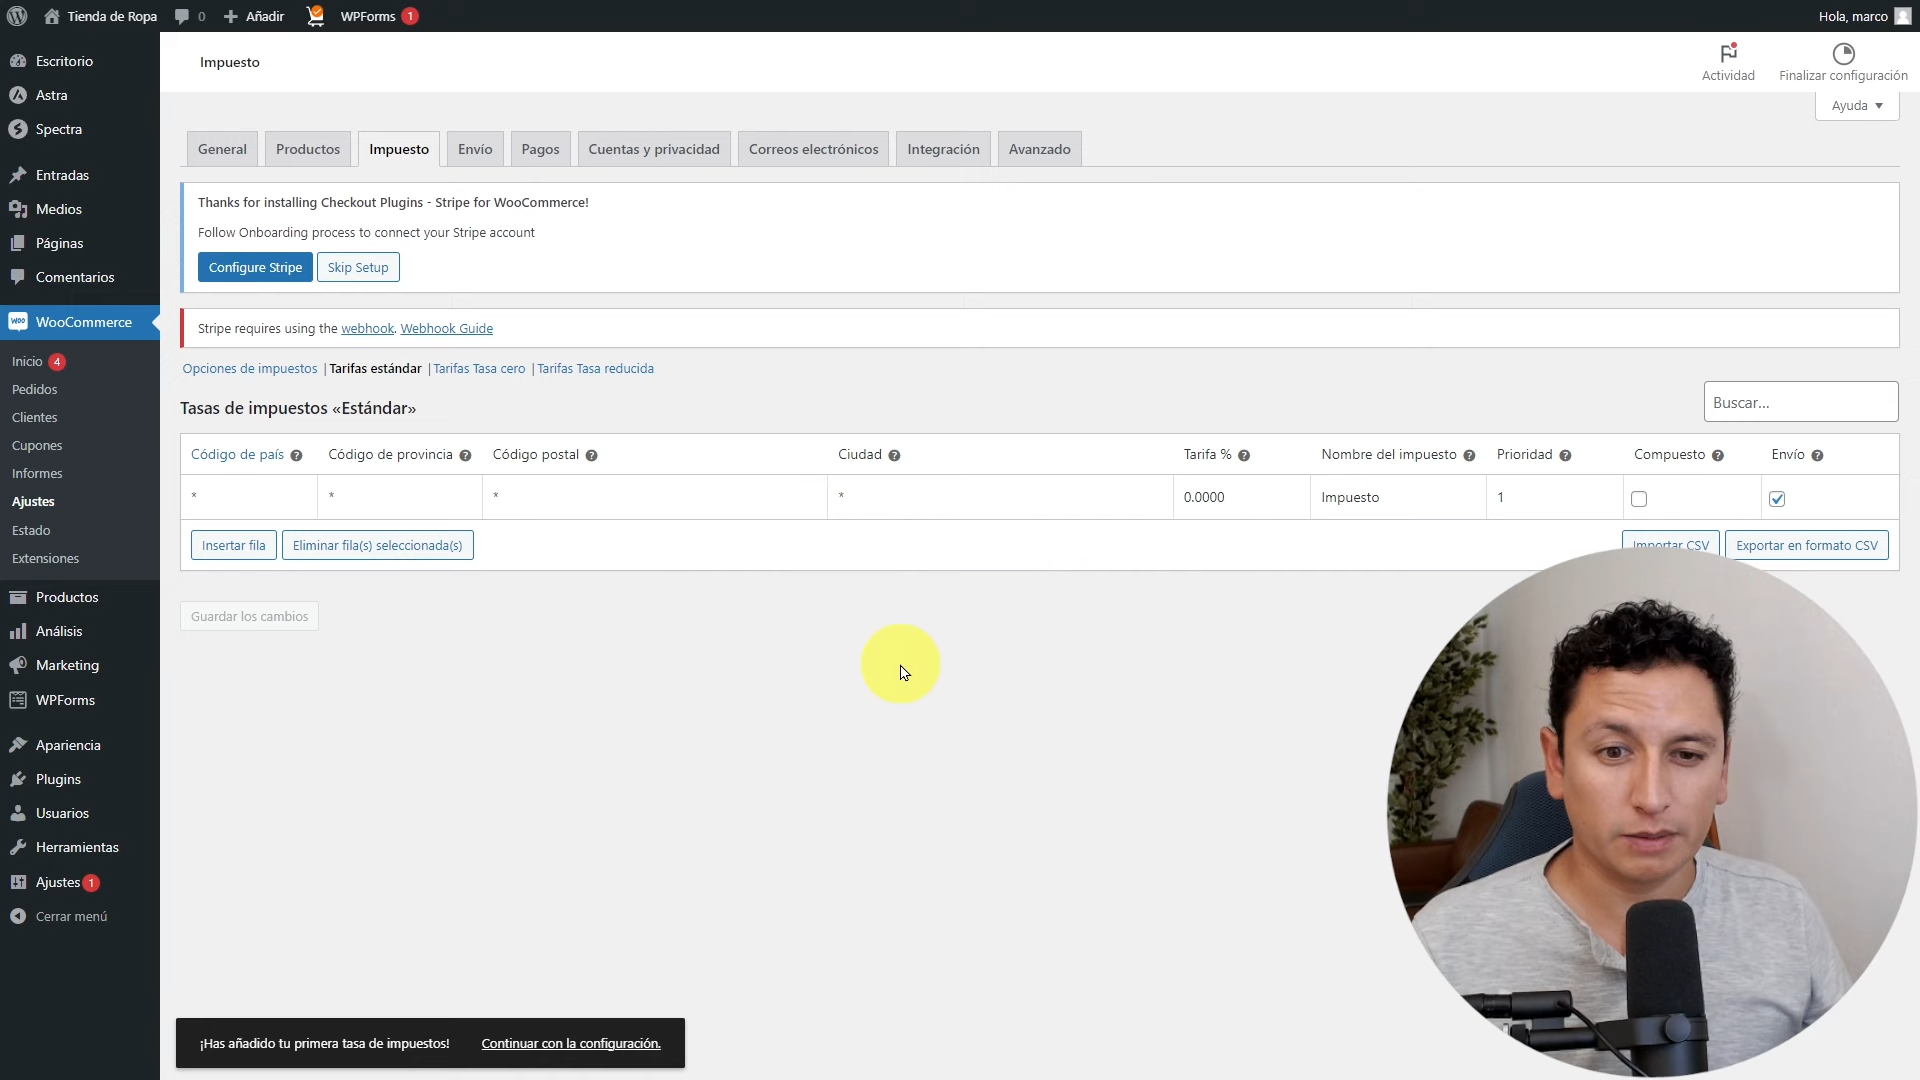 Tienda de Ropa
0
Añadir
WPForms 1
Hola, marco
Escritorio
Astra
Spectra
Entradas
Medios
Páginas
Comentarios
WooCommerce
Inicio 4
Pedidos
Clientes
Cupones
Informes
Ajustes
Estado
Extensiones
Productos
Análisis
Marketing
WPForms
Apariencia
Plugins
Usuarios
Herramientas
Ajustes 1
Cerrar menú
Impuesto
Actividad
Finalizar configuración
Ayuda
General Productos Impuesto Envío Pagos Cuentas y privacidad Correos electrónicos Integración Avanzado
Thanks for installing Checkout Plugins - Stripe for WooCommerce!
Follow Onboarding process to connect your Stripe account
Configure Stripe Skip Setup
Stripe requires using the webhook. Webhook Guide
Opciones de impuestos | Tarifas estándar | Tarifas Tasa cero | Tarifas Tasa reducida
Tasas de impuestos «Estándar»
Buscar...
Código de país ? Código de provincia ? Código postal ? Ciudad ? Tarifa % ? Nombre del impuesto ? Prioridad ? Compuesto ? Envío ?
* * * * 0.0000 Impuesto 1
Insertar fila Eliminar fila(s) seleccionada(s) Importar CSV Exportar en formato CSV
Guardar los cambios
¡Has añadido tu primera tasa de impuestos! Continuar con la configuración.